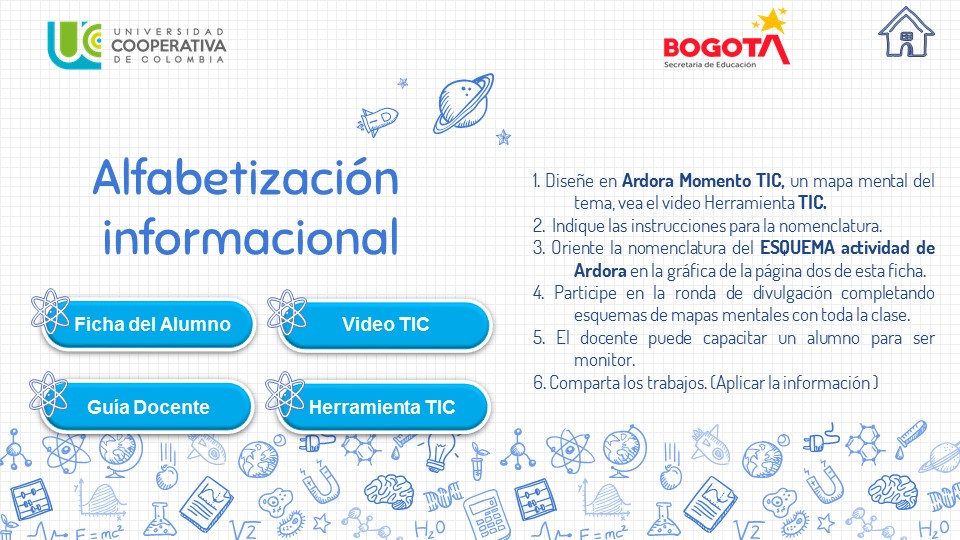 UNIVERSIDAD
COOPERATIVA
DE COLOMBIA
BOGOTÁ
Secretaría de Educación
Alfabetización
informacional
Ficha del Alumno
Video TIC
Guía Docente
Herramienta TIC
1. Diseñe en Ardora Momento TIC, un mapa mental del
tema, vea el video Herramienta TIC.
2. Indique las instrucciones para la nomenclatura.
3. Oriente la nomenclatura del ESQUEMA actividad de
Ardora en la gráfica de la página dos de esta ficha.
4. Participe en la ronda de divulgación completando
esquemas de mapas mentales con toda la clase.
5. El docente puede capacitar un alumno para ser
monitor.
6. Comparta los trabajos. (Aplicar la información )
E=mc²
√2
H₂O
E=mc²
√2
H₂O